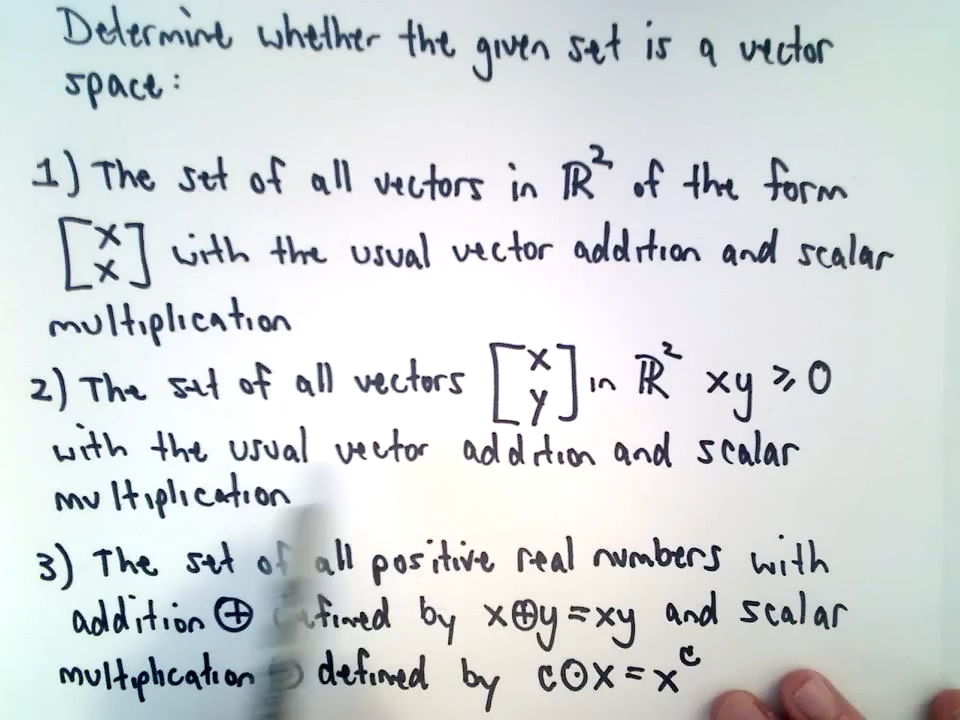 Determine whether the given set is a vector
space:
1) The set of all vectors in ℝ² of the form
[x x] with the usual vector addition and scalar
multiplication
2) The set of all vectors [x y] in ℝ² xy ≥ 0
with the usual vector addition and scalar
multiplication
3) The set of all positive real numbers with
addition ⊕ defined by x⊕y = xy and scalar
multiplication ⊙ defined by c⊙x = x^c